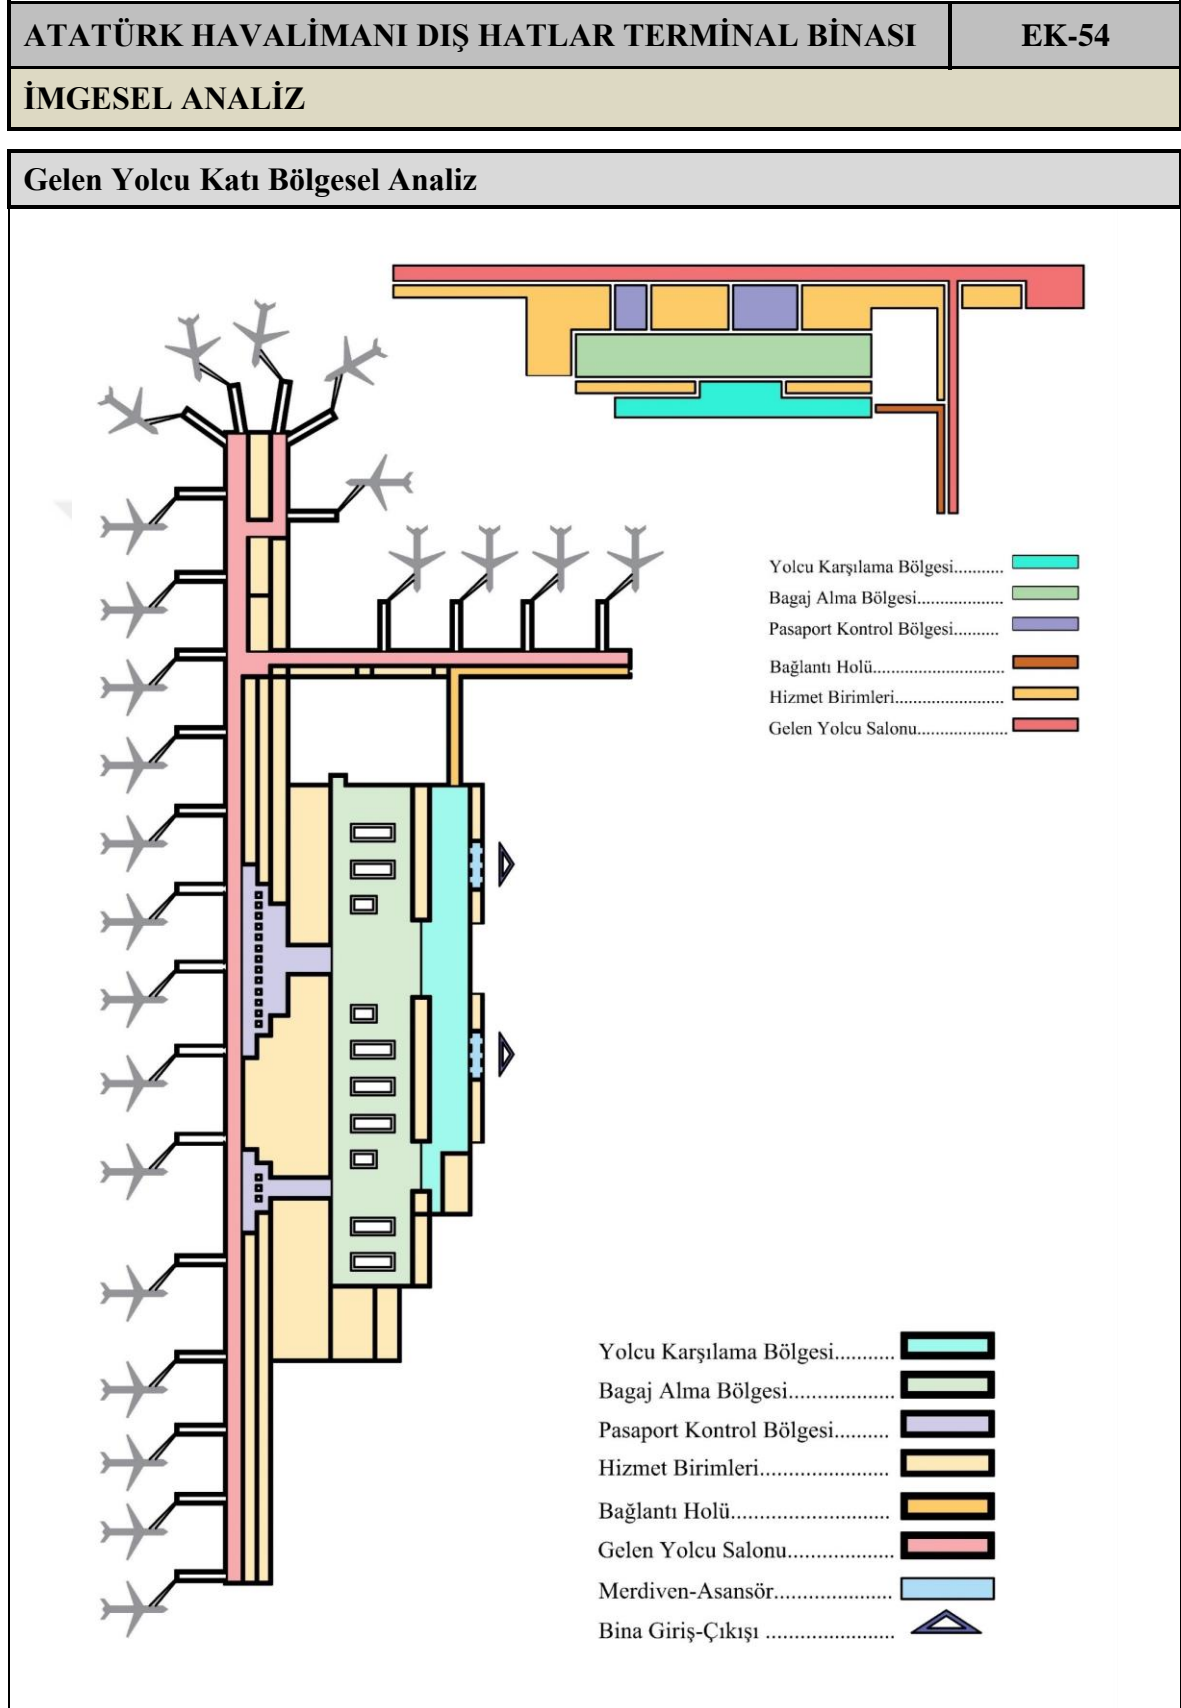 ATATÜRK HAVALİMANI DIŞ HATLAR TERMİNAL BİNASI EK-54
İMGESEL ANALİZ
Gelen Yolcu Katı Bölgesel Analiz
Yolcu Karşılama Bölgesi..........
Bagaj Alma Bölgesi...................
Pasaport Kontrol Bölgesi..........
Bağlantı Holü.............................
Hizmet Birimleri........................
Gelen Yolcu Salonu....................
Yolcu Karşılama Bölgesi..........
Bagaj Alma Bölgesi..................
Pasaport Kontrol Bölgesi.........
Hizmet Birimleri......................
Bağlantı Holü...........................
Gelen Yolcu Salonu..................
Merdiven-Asansör....................
Bina Giriş-Çıkışı ......................